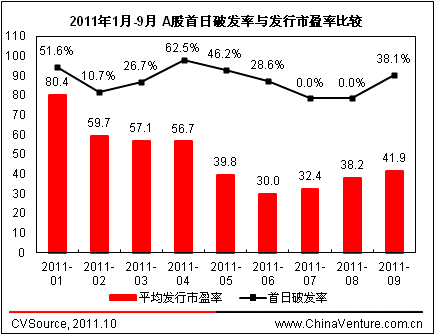 2011年1月-9月 A股首日破发率与发行市盈率比较
110
100
90
80
70
60
50
40
30
20
10
0
51.6% 10.7% 26.7% 62.5% 46.2% 28.6% 0.0% 0.0% 38.1%
80.4 59.7 57.1 56.7 39.8 30.0 32.4 38.2 41.9
2011- 2011- 2011- 2011- 2011- 2011- 2011- 2011- 2011-
01 02 03 04 05 06 07 08 09
平均发行市盈率 首日破发率
CVSource, 2011.10 www.ChinaVenture.com.cn